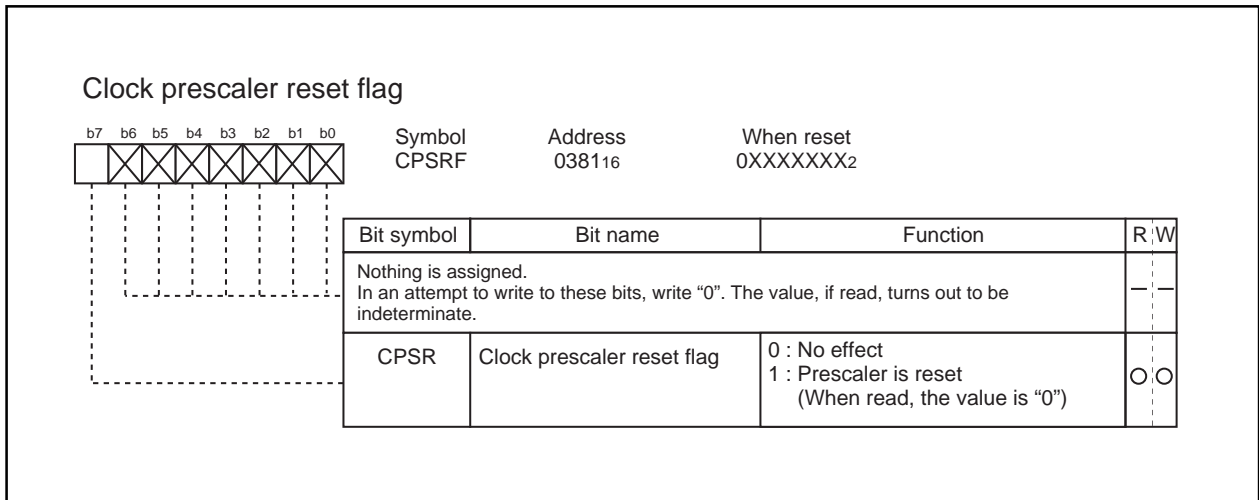 Clock prescaler reset flag
b7 b6 b5 b4 b3 b2 b1 b0
Symbol Address When reset
CPSRF 038116 0XXXXXXX2
Bit symbol Bit name Function R W
Nothing is assigned.
In an attempt to write to these bits, write “0”. The value, if read, turns out to be
indeterminate.
— —
CPSR Clock prescaler reset flag 0 : No effect
1 : Prescaler is reset
(When read, the value is “0”)
O O